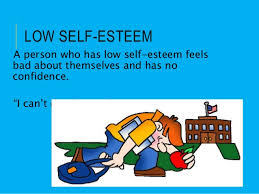 LOW SELF-ESTEEM
A person who has low self-esteem feels
bad about themselves and has no
confidence.
“I can’t